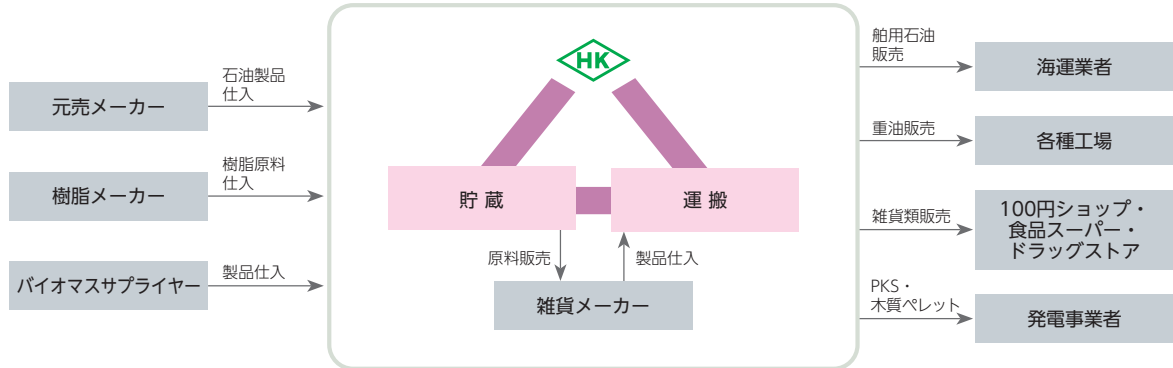 元売メーカー
石油製品
仕入
樹脂メーカー
樹脂原料
仕入
バイオマスサプライヤー
製品仕入
HK
貯蔵
運搬
原料販売
製品仕入
雑貨メーカー
舶用石油
販売
海運業者
重油販売
各種工場
雑貨類販売
100円ショップ・
食品スーパー・
ドラッグストア
PKS・
木質ペレット
発電事業者